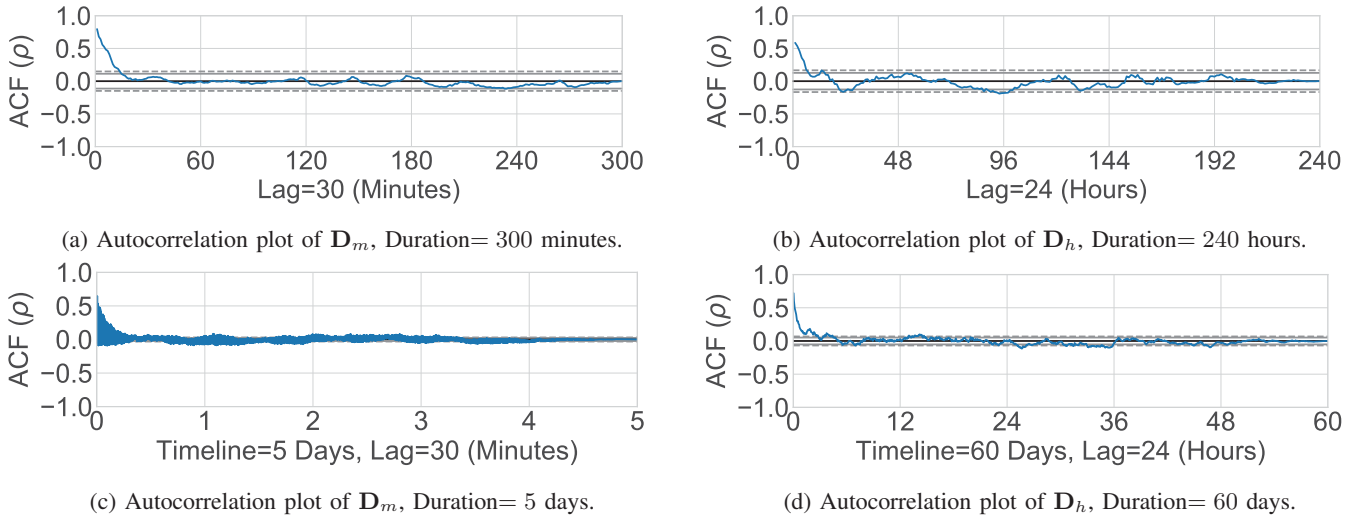 1.0
0.5
0.0
−0.5
−1.0
ACF (ρ)
0 60 120 180 240 300
Lag=30 (Minutes)
(a) Autocorrelation plot of Dm, Duration= 300 minutes.
1.0
0.5
0.0
−0.5
−1.0
ACF (ρ)
0 48 96 144 192 240
Lag=24 (Hours)
(b) Autocorrelation plot of Dh, Duration= 240 hours.
1.0
0.5
0.0
−0.5
−1.0
ACF (ρ)
0 1 2 3 4 5
Timeline=5 Days, Lag=30 (Minutes)
(c) Autocorrelation plot of Dm, Duration= 5 days.
1.0
0.5
0.0
−0.5
−1.0
ACF (ρ)
0 12 24 36 48 60
Timeline=60 Days, Lag=24 (Hours)
(d) Autocorrelation plot of Dh, Duration= 60 days.